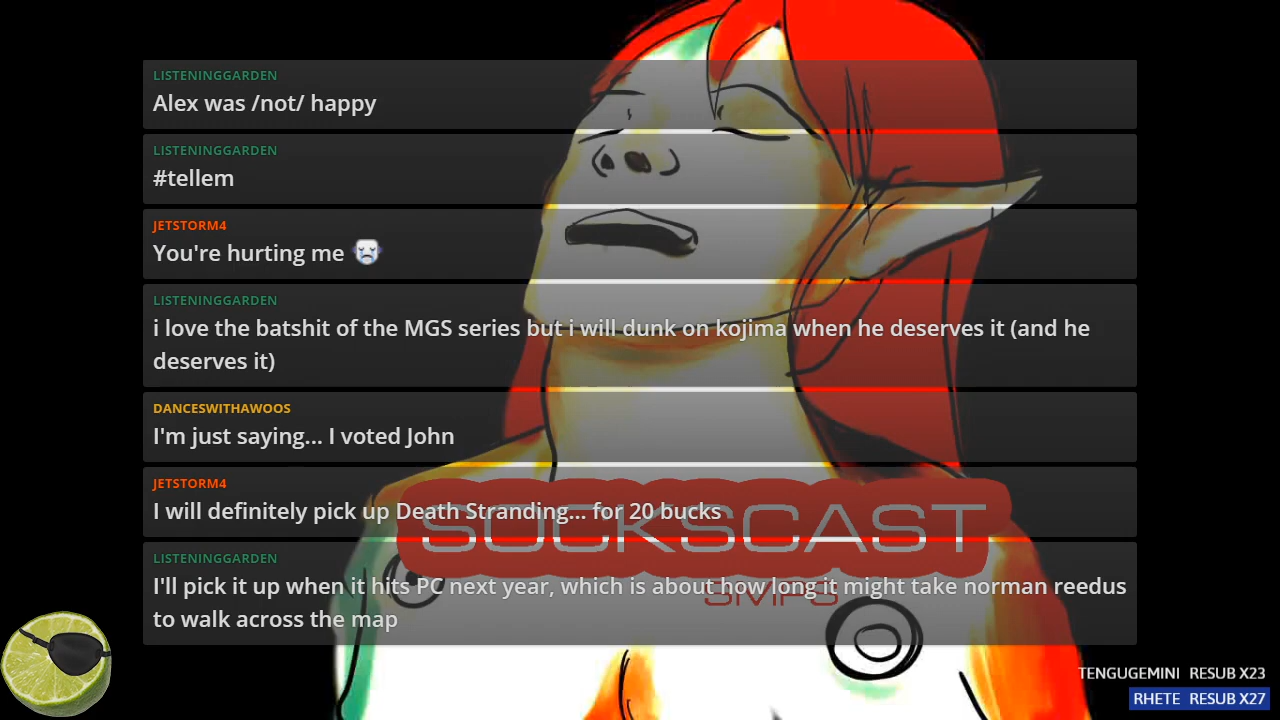 LISTENINGGARDEN
Alex was /not/ happy
LISTENINGGARDEN
#tellem
JETSTORM4
You're hurting me
LISTENINGGARDEN
i love the batshit of the MGS series but i will dunk on kojima when he deserves it (and he
deserves it)
DANCESWITHAWOOS
I'm just saying... I voted John
JETSTORM4
I will definitely pick up Death Stranding... for 20 bucks
SOCKSCAST
LISTENINGGARDEN
I'll pick it up when it hits PC next year, which is about how long it might take norman reedus
to walk across the map
SMPS
TENGUGEMINI RESUB X23
RHETE RESUB X27